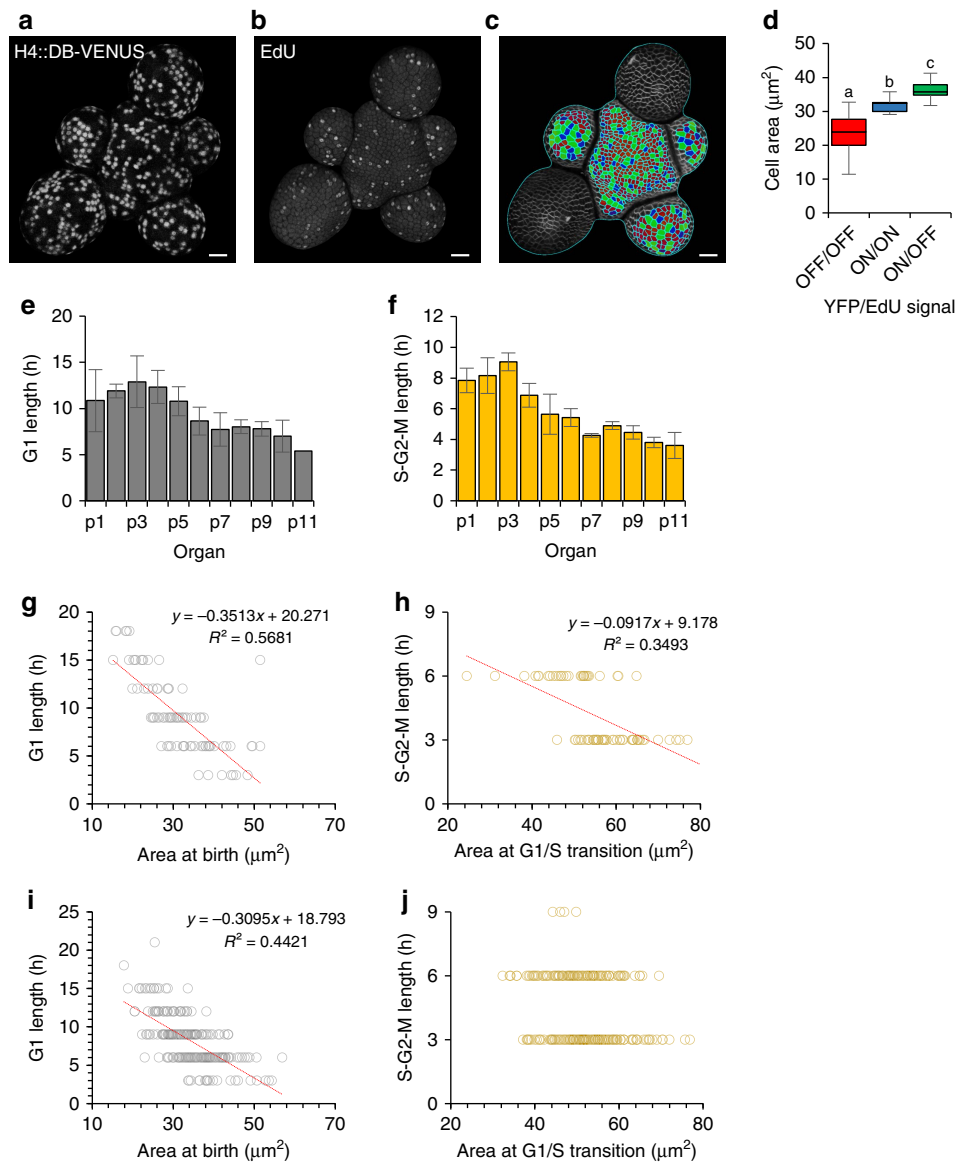 a
H4::DB-VENUS
b
EdU
c
d
Cell area (μm²)
50
40
30
20
10
0
a
b
c
OFF/OFF
ON/ON
ON/OFF
YFP/EdU signal
e
G1 length (h)
20
15
10
5
0
p1
p3
p5
p7
p9
p11
Organ
f
S-G2-M length (h)
12
10
8
6
4
2
0
p1
p3
p5
p7
p9
p11
Organ
g
G1 length (h)
20
15
10
5
0
y = –0.3513x + 20.271
R² = 0.5681
10
30
50
70
Area at birth (μm²)
h
S-G2-M length (h)
9
6
3
0
y = –0.0917x + 9.178
R² = 0.3493
20
40
60
80
Area at G1/S transition (μm²)
i
G1 length (h)
25
20
15
10
5
0
y = –0.3095x + 18.793
R² = 0.4421
10
30
50
70
Area at birth (μm²)
j
S-G2-M length (h)
9
6
3
0
20
40
60
80
Area at G1/S transition (μm²)